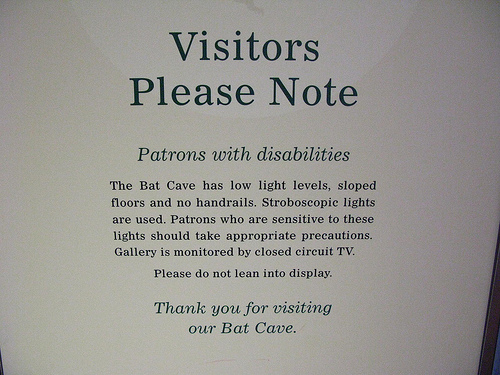 Visitors
Please Note
Patrons with disabilities
The Bat Cave has low light levels, sloped
floors and no handrails. Stroboscopic lights
are used. Patrons who are sensitive to these
lights should take appropriate precautions.
Gallery is monitored by closed circuit TV.
Please do not lean into display.
Thank you for visiting
our Bat Cave.